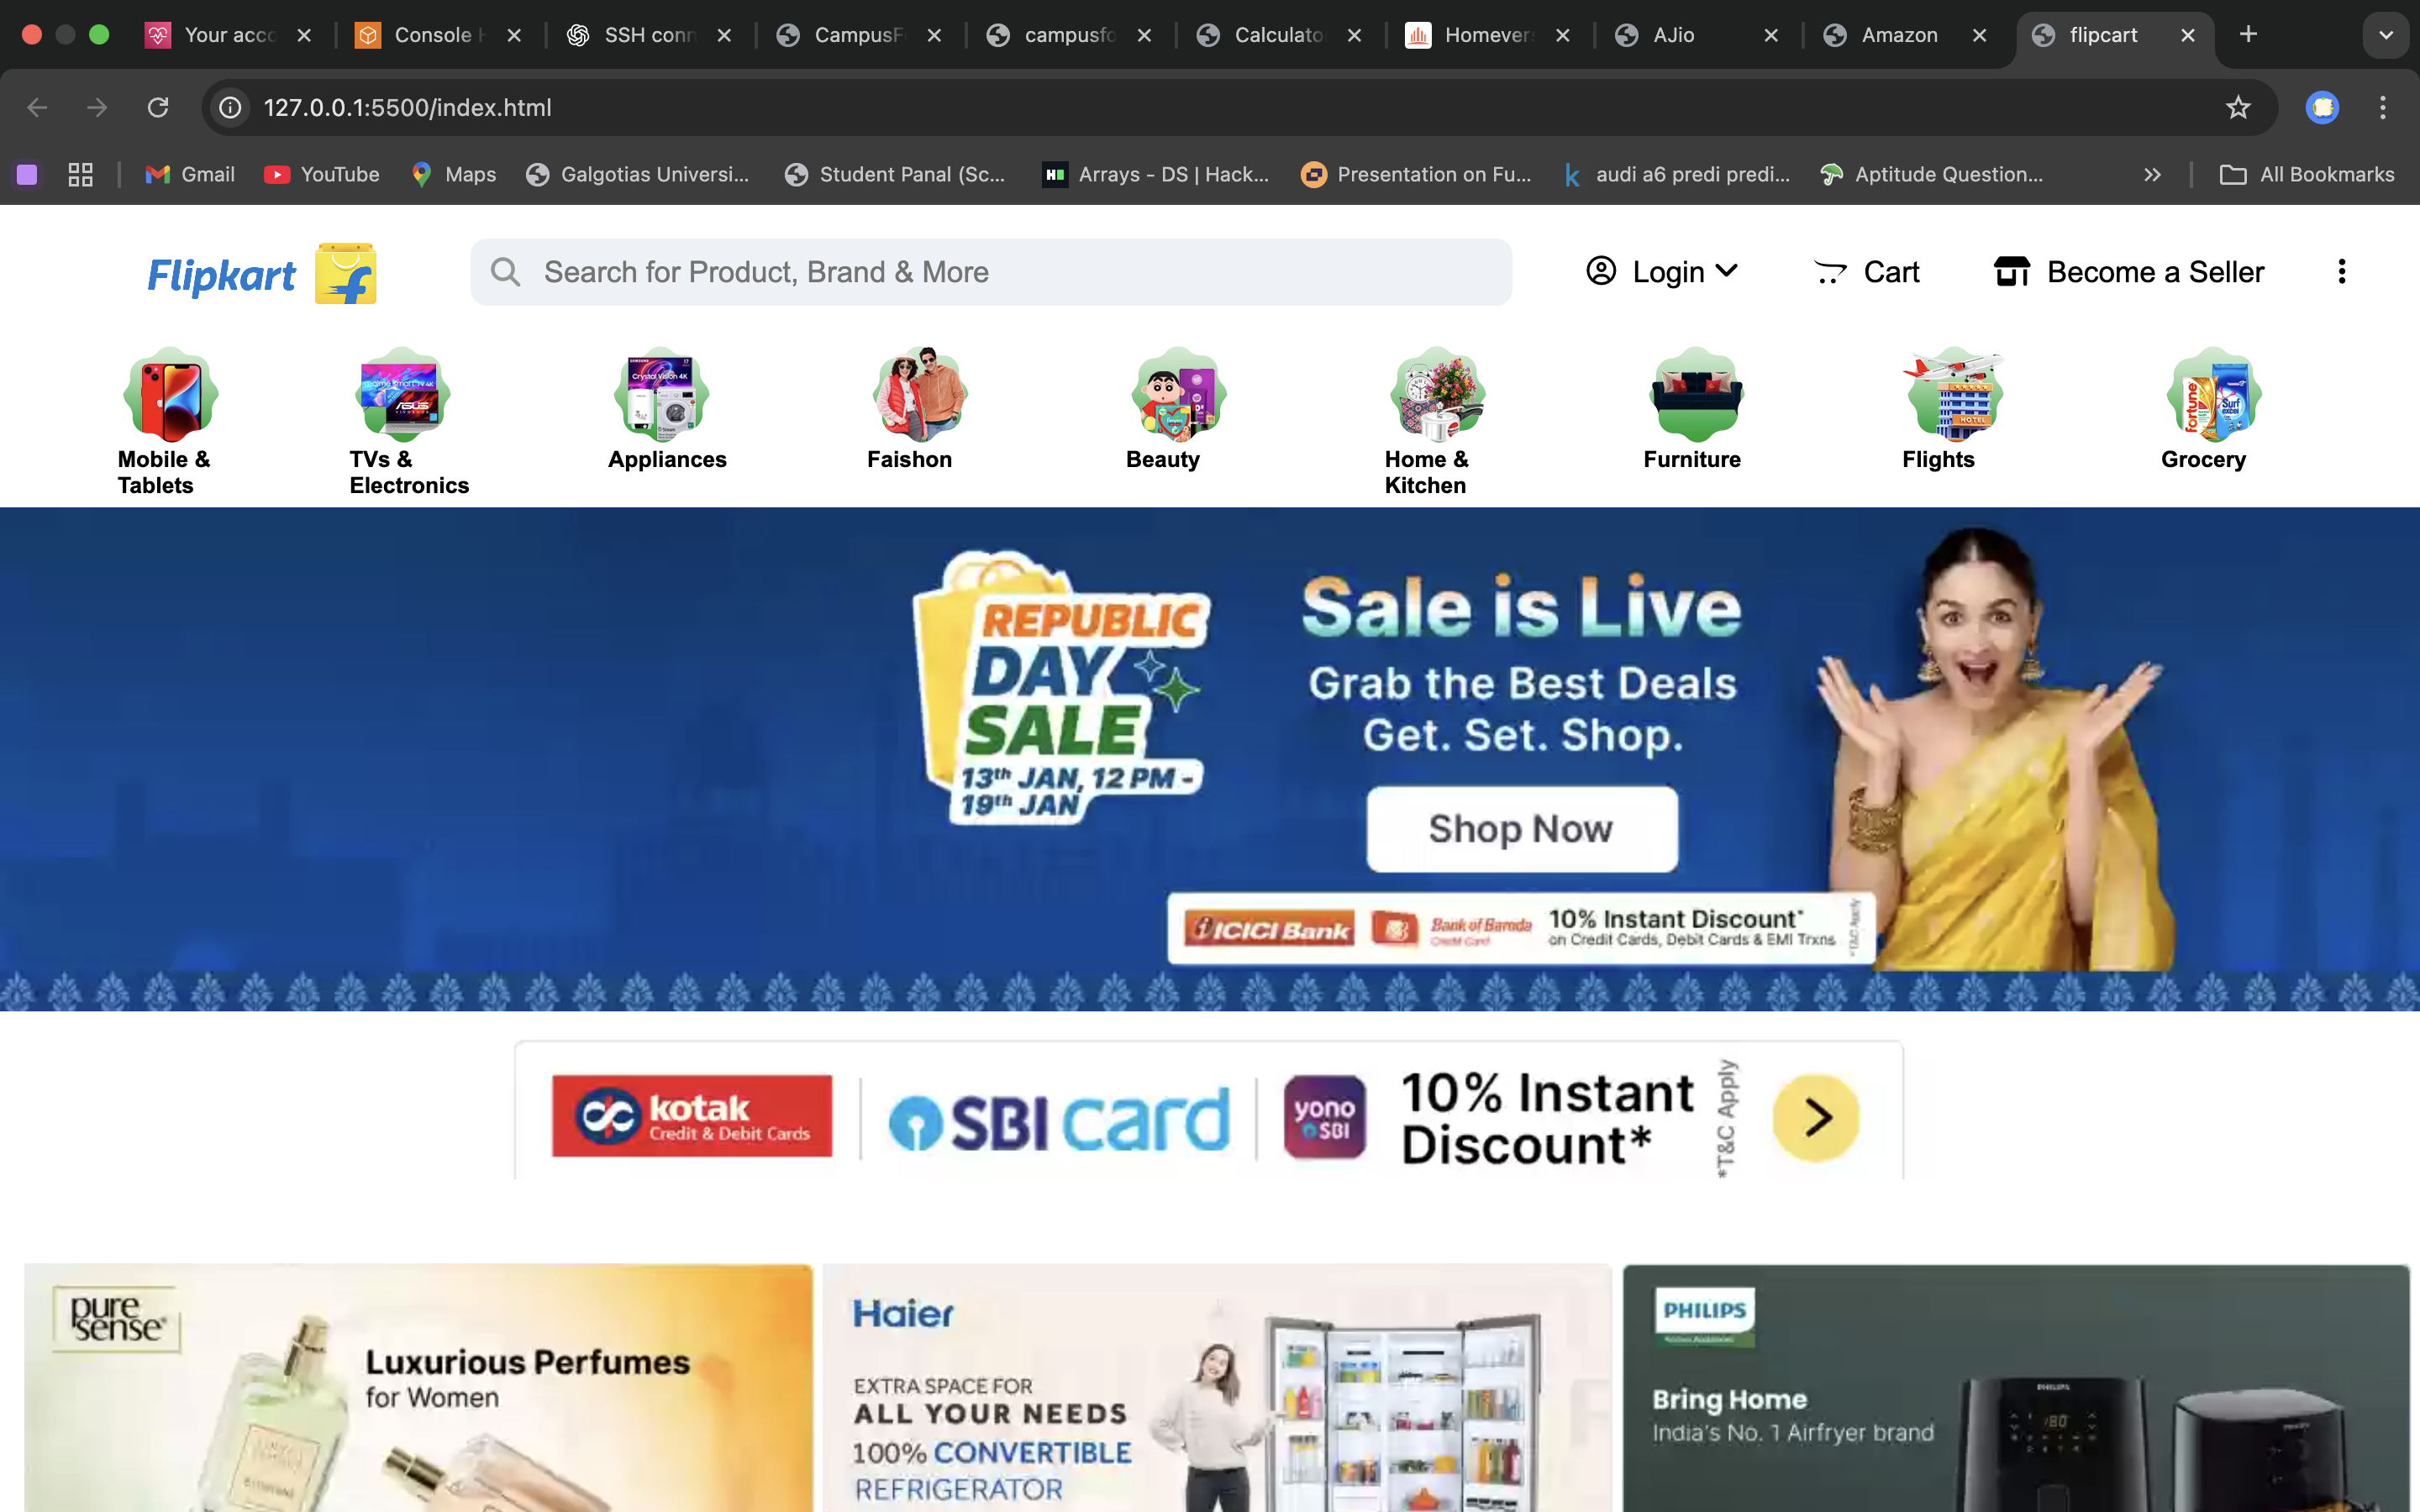 Your acco
Console H
SSH conn
CampusF
campusfo
Calculato
Homevers
AJio
Amazon
flipcart
127.0.0.1:5500/index.html
Gmail
YouTube
Maps
Galgotias Universi...
Student Panal (Sc...
Arrays - DS | Hack...
Presentation on Fu...
audi a6 predi predi...
Aptitude Question...
All Bookmarks
Flipkart
Search for Product, Brand & More
Login
Cart
Become a Seller
Mobile &
Tablets
TVs &
Electronics
Appliances
Faishon
Beauty
Home &
Kitchen
Furniture
Flights
Grocery
REPUBLIC
DAY
SALE
13th JAN, 12 PM -
19th JAN
Sale is Live
Grab the Best Deals
Get. Set. Shop.
Shop Now
ICICI Bank
Bank of Baroda
Credit Card
10% Instant Discount*
on Credit Cards, Debit Cards & EMI Trxns
*T&C Apply
kotak
Credit & Debit Cards
SBI card
yono
SBI
10% Instant
Discount*
*T&C Apply
pure
sense
Luxurious Perfumes
for Women
Haier
EXTRA SPACE FOR
ALL YOUR NEEDS
100% CONVERTIBLE
REFRIGERATOR
PHILIPS
Bring Home
India's No. 1 Airfryer brand
PHILIPS
180